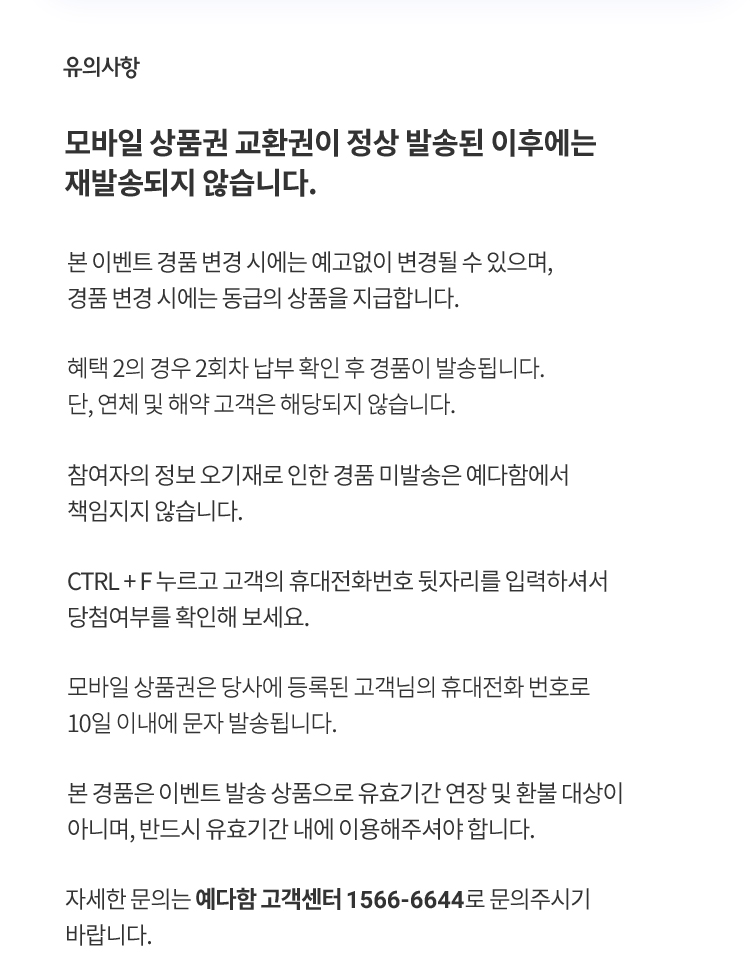 유의사항
모바일 상품권 교환권이 정상 발송된 이후에는
재발송되지 않습니다.
본 이벤트 경품 변경 시에는 예고없이 변경될 수 있으며,
경품 변경 시에는 동급의 상품을 지급합니다.
혜택 2의 경우 2회차 납부 확인 후 경품이 발송됩니다.
단, 연체 및 해약 고객은 해당되지 않습니다.
참여자의 정보 오기재로 인한 경품 미발송은 예다함에서
책임지지 않습니다.
CTRL + F 누르고 고객의 휴대전화번호 뒷자리를 입력하셔서
당첨여부를 확인해 보세요.
모바일 상품권은 당사에 등록된 고객님의 휴대전화 번호로
10일 이내에 문자 발송됩니다.
본 경품은 이벤트 발송 상품으로 유효기간 연장 및 환불 대상이
아니며, 반드시 유효기간 내에 이용해주셔야 합니다.
자세한 문의는 예다함 고객센터 1566-6644로 문의주시기
바랍니다.